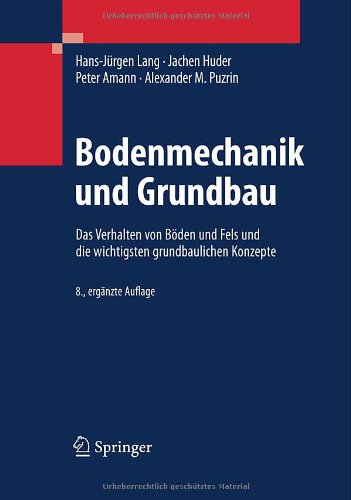 Urheberrechtlich geschütztes Material
Hans-Jürgen Lang · Jachen Huder
Peter Amann · Alexander M. Puzrin
Bodenmechanik
und Grundbau
Das Verhalten von Böden und Fels und
die wichtigsten grundbaulichen Konzepte
8., ergänzte Auflage
Springer
Urheberrechtlich geschütztes Material